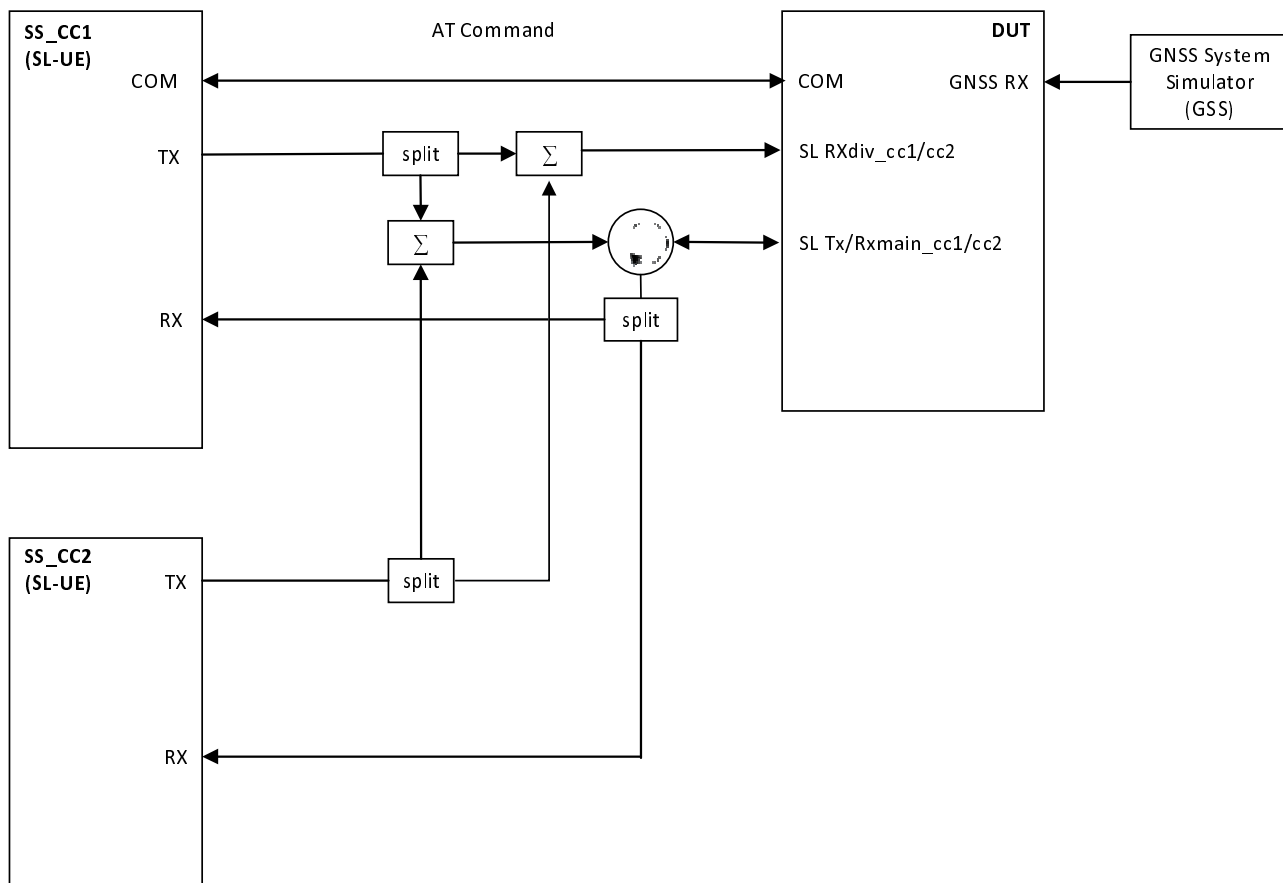 SS_CC1
(SL-UE)
AT Command
DUT
COM
COM
GNSS RX
GNSS System
Simulator
(GSS)
TX
split
∑
SL RXdiv_cc1/cc2
∑
SL Tx/Rxmain_cc1/cc2
RX
split
SS_CC2
(SL-UE)
TX
split
RX